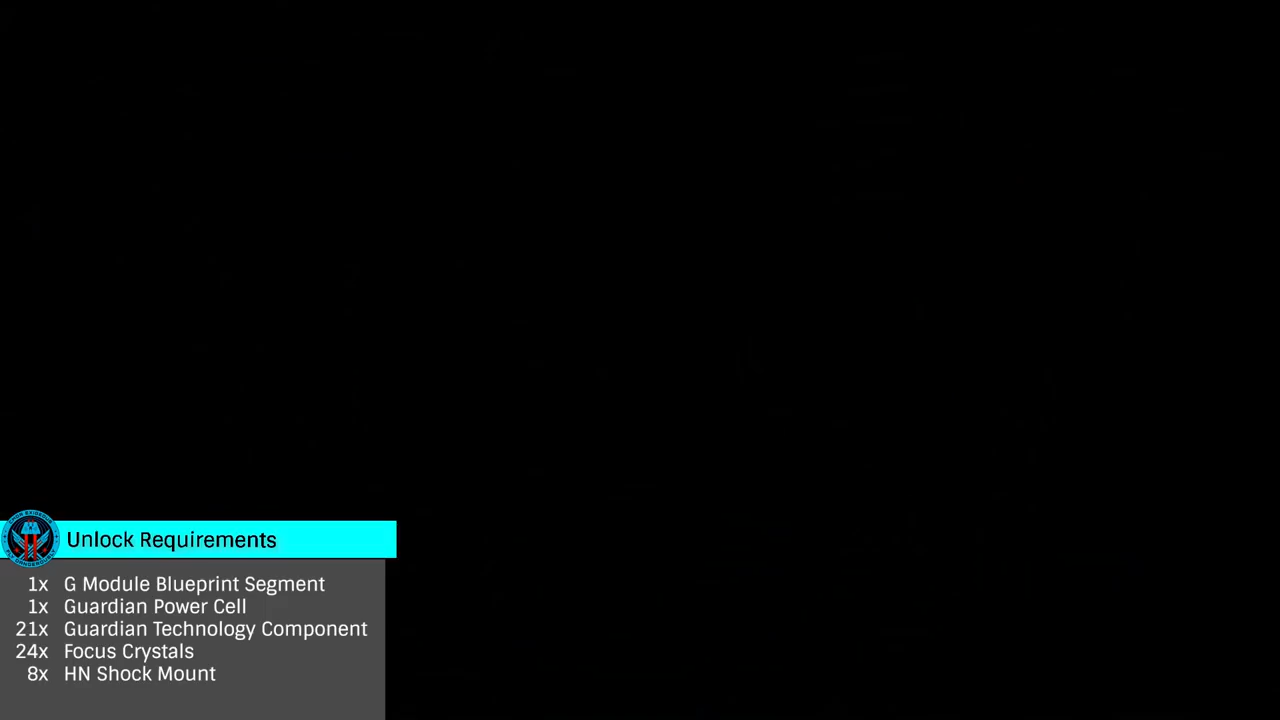 Unlock Requirements
1x G Module Blueprint Segment
1x Guardian Power Cell
21x Guardian Technology Component
24x Focus Crystals
8x HN Shock Mount